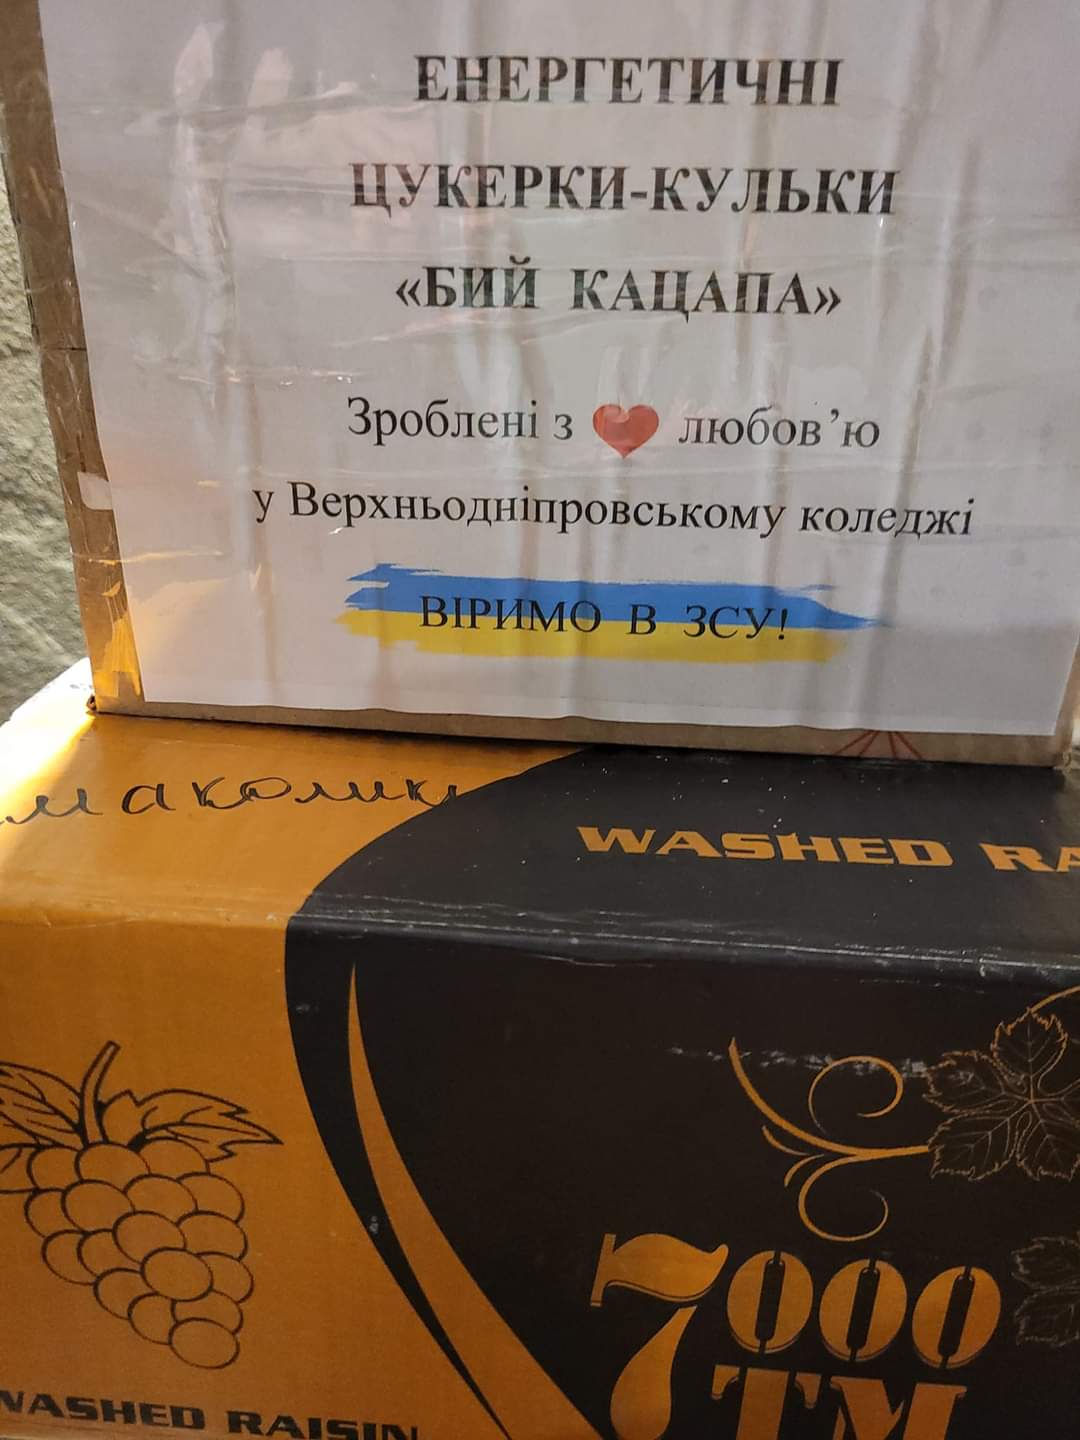 ЕНЕРГЕТИЧНІ
ЦУКЕРКИ-КУЛЬКИ
«БИЙ КАЦАПА»
Зроблені з ❤ любов’ю
у Верхньодніпровському коледжі
ВІРИМО В ЗСУ!
смаколики
WASHED RA
7000
TM
WASHED RAISIN